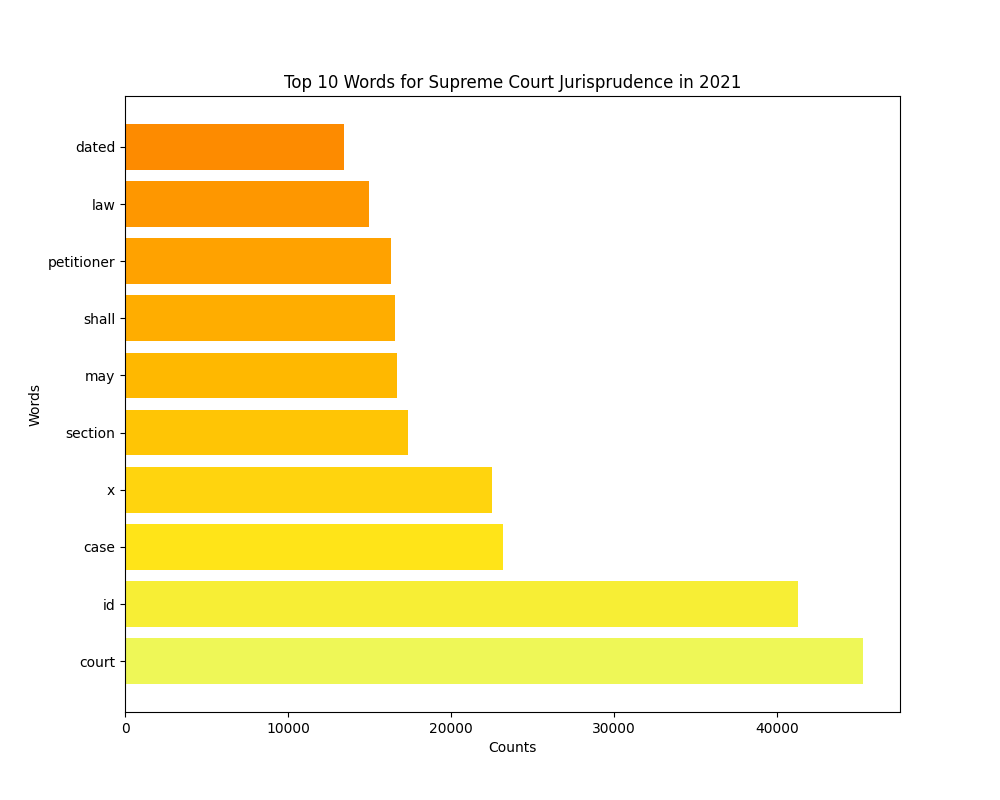 Top 10 Words for Supreme Court Jurisprudence in 2021
dated
law
petitioner
shall
may
section
x
case
id
court
Words
0 10000 20000 30000 40000
Counts